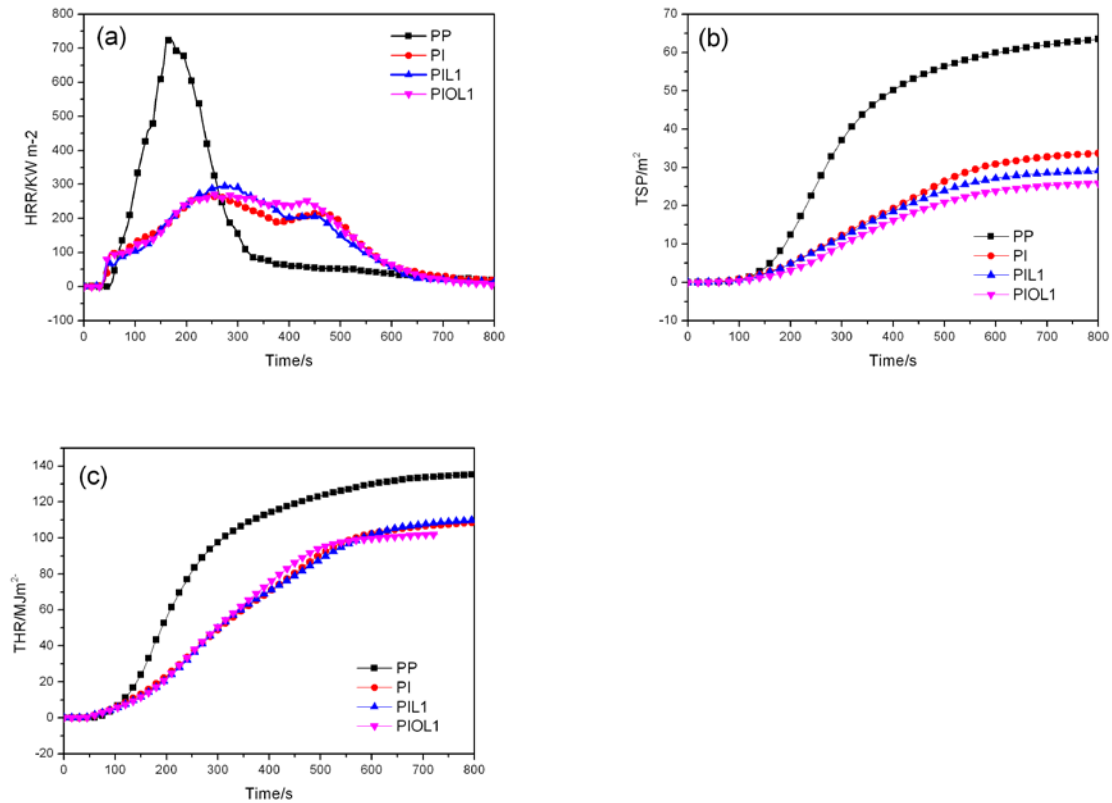 (a)
PP
PI
PIL1
PIOL1
800
700
600
500
400
300
200
100
0
-100
HRR/KW m-2
0 100 200 300 400 500 600 700 800
Time/s
(b)
70
60
50
40
30
20
10
0
-10
TSP/m²
PP
PI
PIL1
PIOL1
0 100 200 300 400 500 600 700 800
Time/s
(c)
140
120
100
80
60
40
20
0
-20
THR/MJm²⁻
PP
PI
PIL1
PIOL1
0 100 200 300 400 500 600 700 800
Time/s